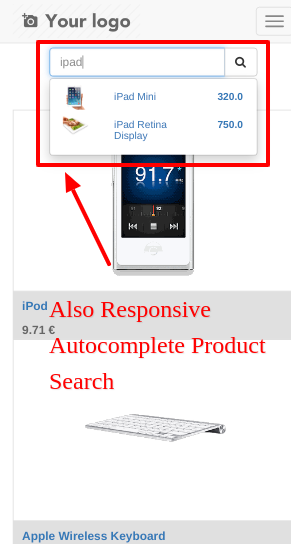 Your logo
ipad
iPad Mini 320.0
iPad Retina 750.0
Display
91.7
iPod
9.71 €
Also Responsive
Autocomplete Product
Search
Apple Wireless Keyboard